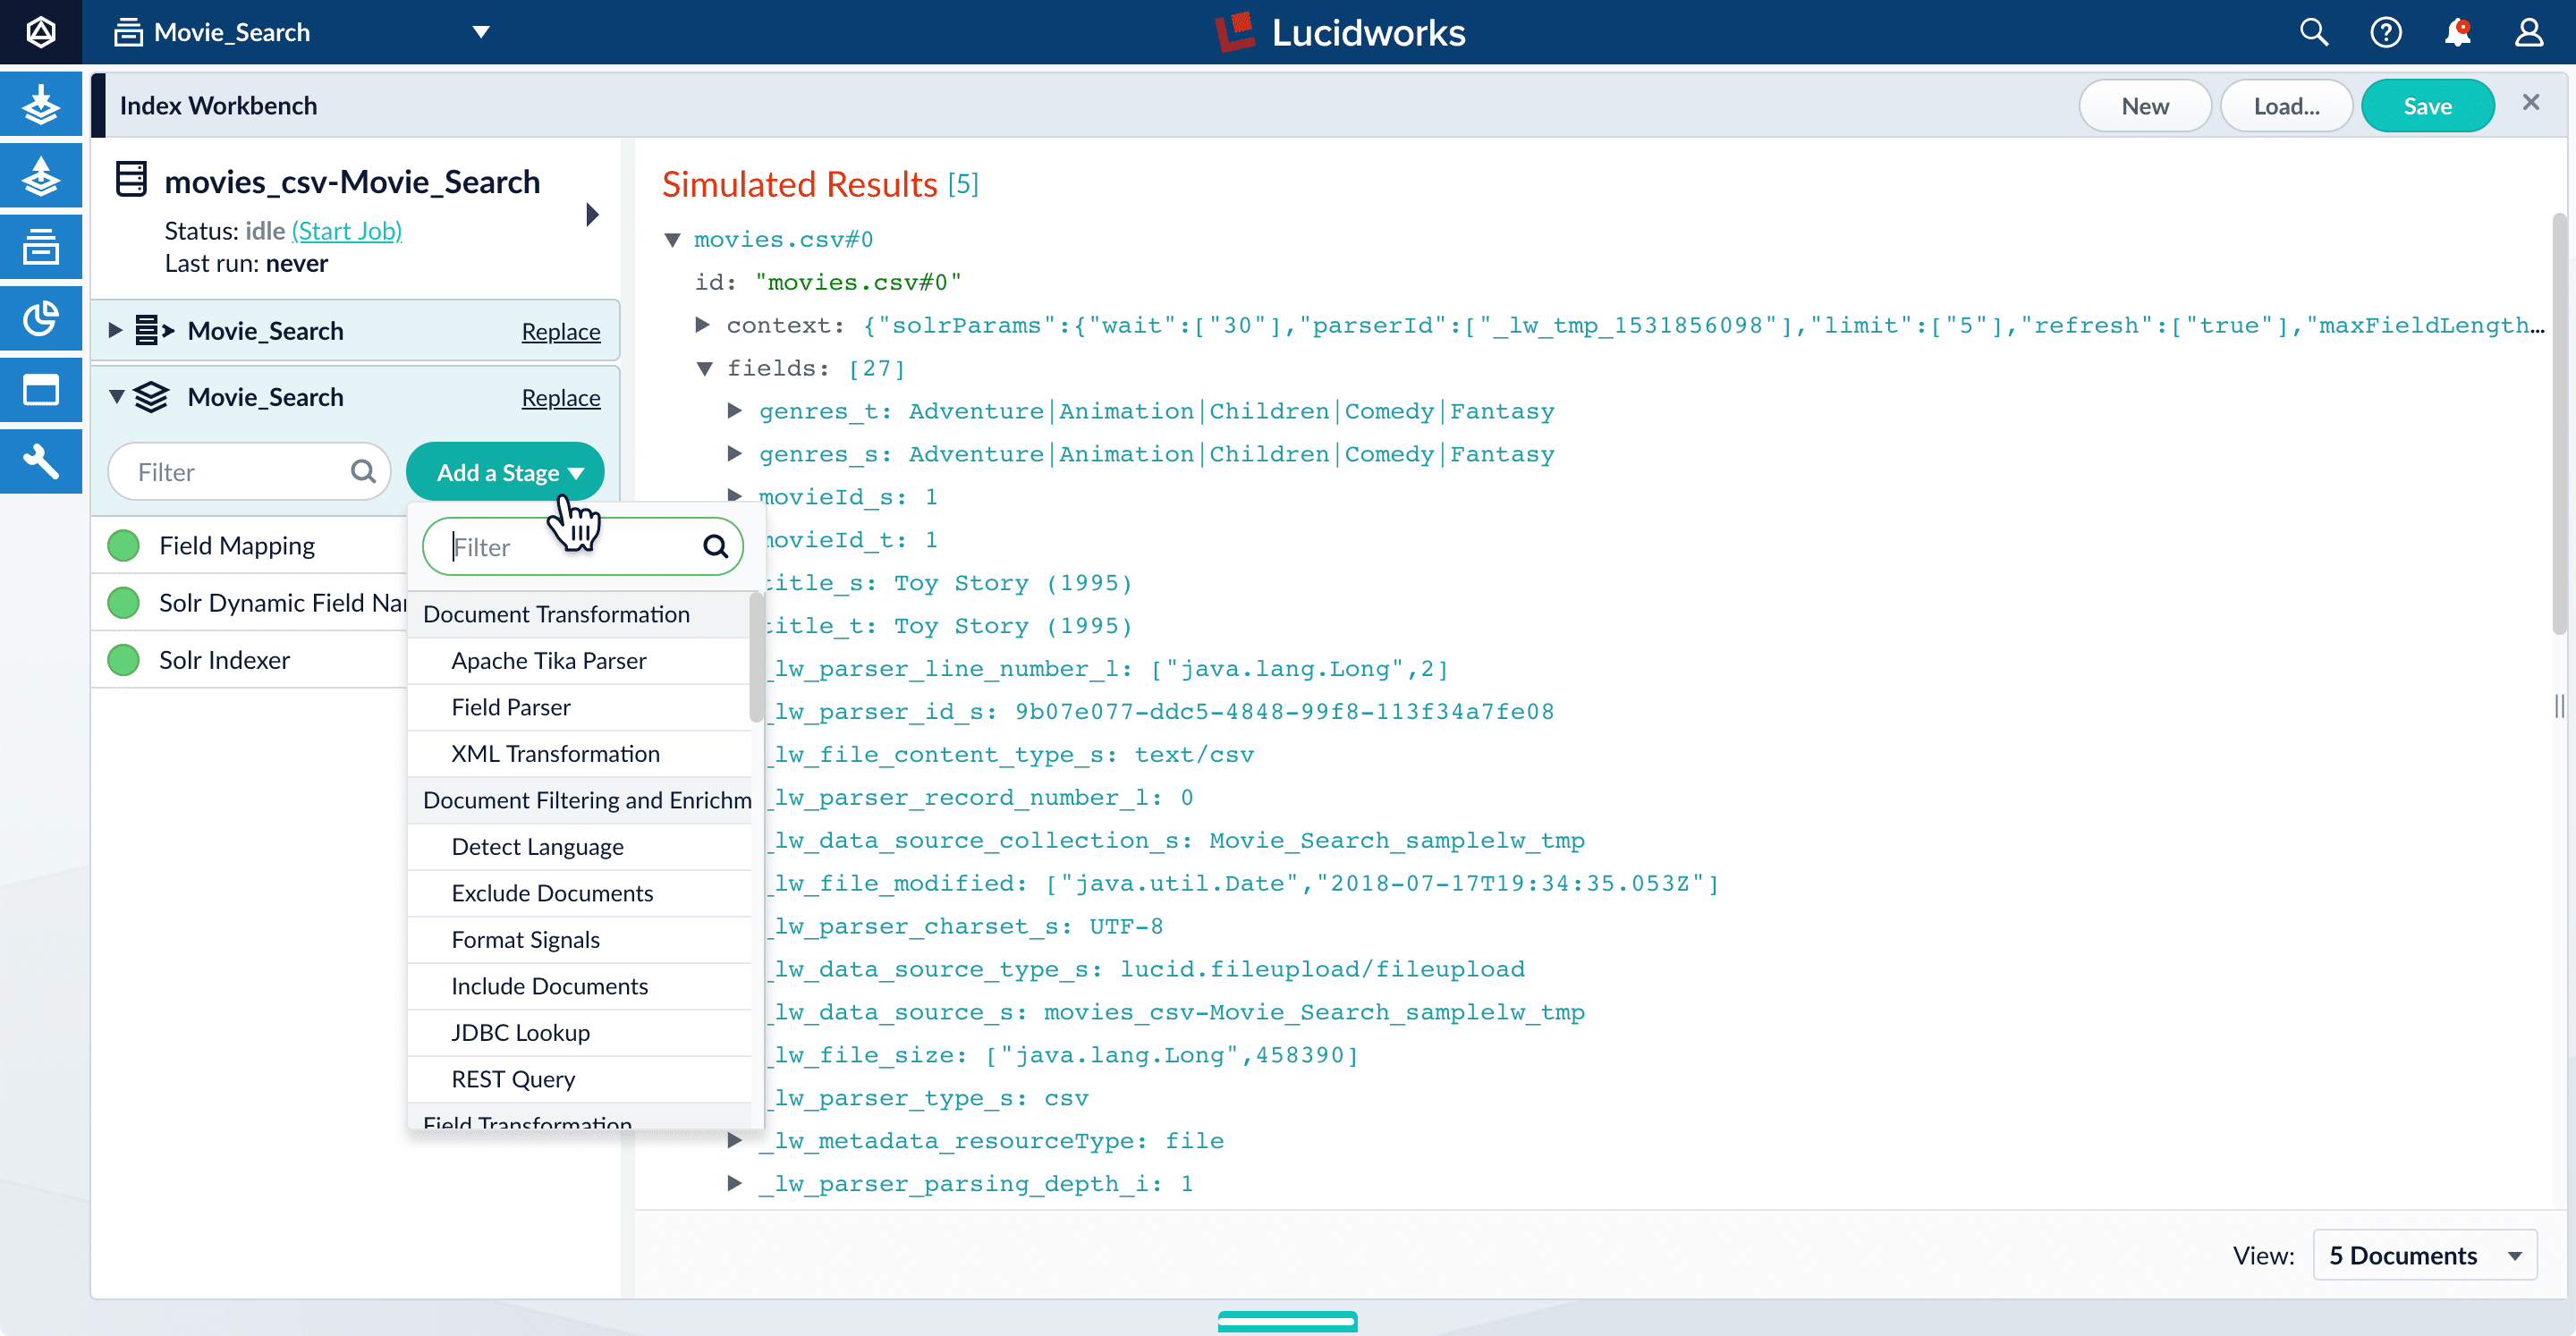 Movie_Search
Lucidworks
Index Workbench
New
Load...
Save
movies_csv-Movie_Search
Status: idle (Start Job)
Last run: never
Movie_Search Replace
Movie_Search Replace
Filter
Add a Stage
Field Mapping
Solr Dynamic Field Nar
Solr Indexer
Filter
Document Transformation
Apache Tika Parser
Field Parser
XML Transformation
Document Filtering and Enrichm
Detect Language
Exclude Documents
Format Signals
Include Documents
JDBC Lookup
REST Query
Field Transformation
Simulated Results [5]
movies.csv#0
id: "movies.csv#0"
context: {"solrParams":{"wait":["30"],"parserId":["_lw_tmp_1531856098"],"limit":["5"],"refresh":["true"],"maxFieldLength...
fields: [27]
genres_t: Adventure|Animation|Children|Comedy|Fantasy
genres_s: Adventure|Animation|Children|Comedy|Fantasy
movieId_s: 1
movieId_t: 1
title_s: Toy Story (1995)
title_t: Toy Story (1995)
_lw_parser_line_number_l: ["java.lang.Long",2]
_lw_parser_id_s: 9b07e077-ddc5-4848-99f8-113f34a7fe08
_lw_file_content_type_s: text/csv
_lw_parser_record_number_l: 0
_lw_data_source_collection_s: Movie_Search_samplelw_tmp
_lw_file_modified: ["java.util.Date","2018-07-17T19:34:35.053Z"]
_lw_parser_charset_s: UTF-8
_lw_data_source_type_s: lucid.fileupload/fileupload
_lw_data_source_s: movies_csv-Movie_Search_samplelw_tmp
_lw_file_size: ["java.lang.Long",458390]
_lw_parser_type_s: csv
_lw_metadata_resourceType: file
_lw_parser_parsing_depth_i: 1
View: 5 Documents